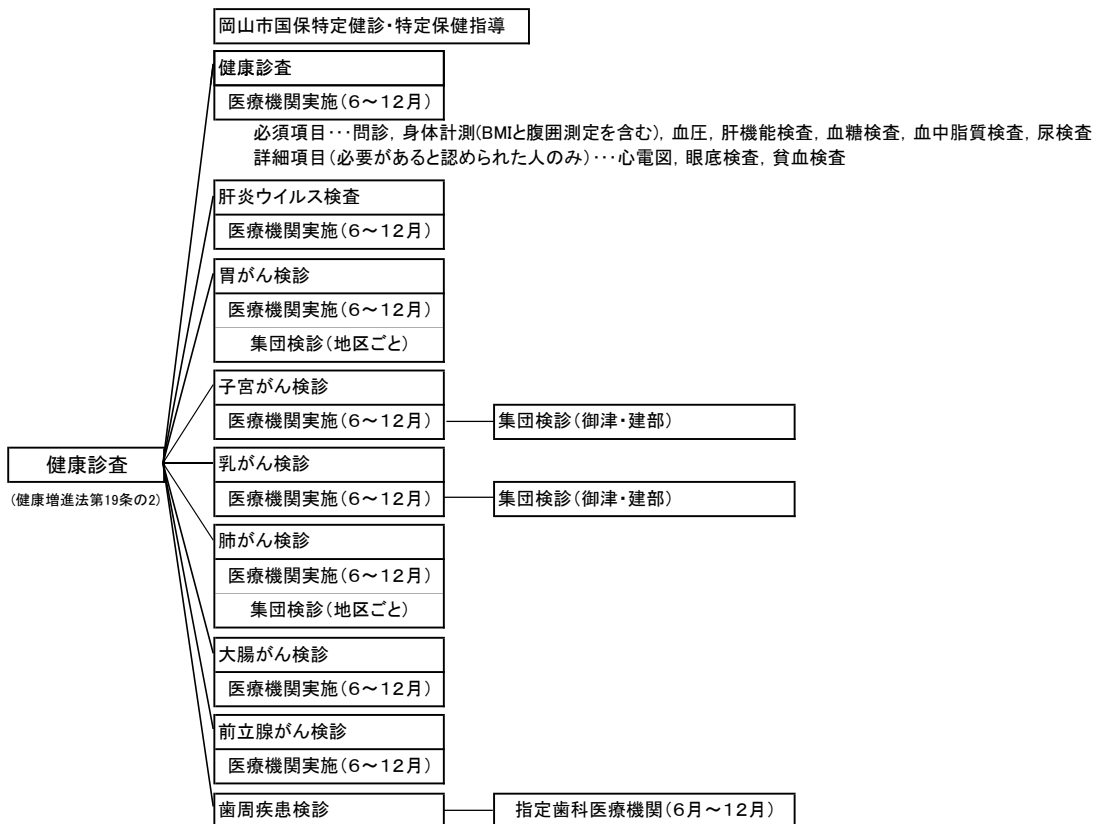 岡山市国保特定健診・特定保健指導
健康診査
医療機関実施(6～12月)
必須項目・・・問診, 身体計測(BMIと腹囲測定を含む), 血圧, 肝機能検査, 血糖検査, 血中脂質検査, 尿検査
詳細項目(必要があると認められた人のみ)・・・心電図, 眼底検査, 貧血検査
肝炎ウイルス検査
医療機関実施(6～12月)
胃がん検診
医療機関実施(6～12月)
集団検診(地区ごと)
子宮がん検診
医療機関実施(6～12月)
集団検診(御津・建部)
健康診査
(健康増進法第19条の2)
乳がん検診
医療機関実施(6～12月)
集団検診(御津・建部)
肺がん検診
医療機関実施(6～12月)
集団検診(地区ごと)
大腸がん検診
医療機関実施(6～12月)
前立腺がん検診
医療機関実施(6～12月)
歯周疾患検診
指定歯科医療機関(6月～12月)